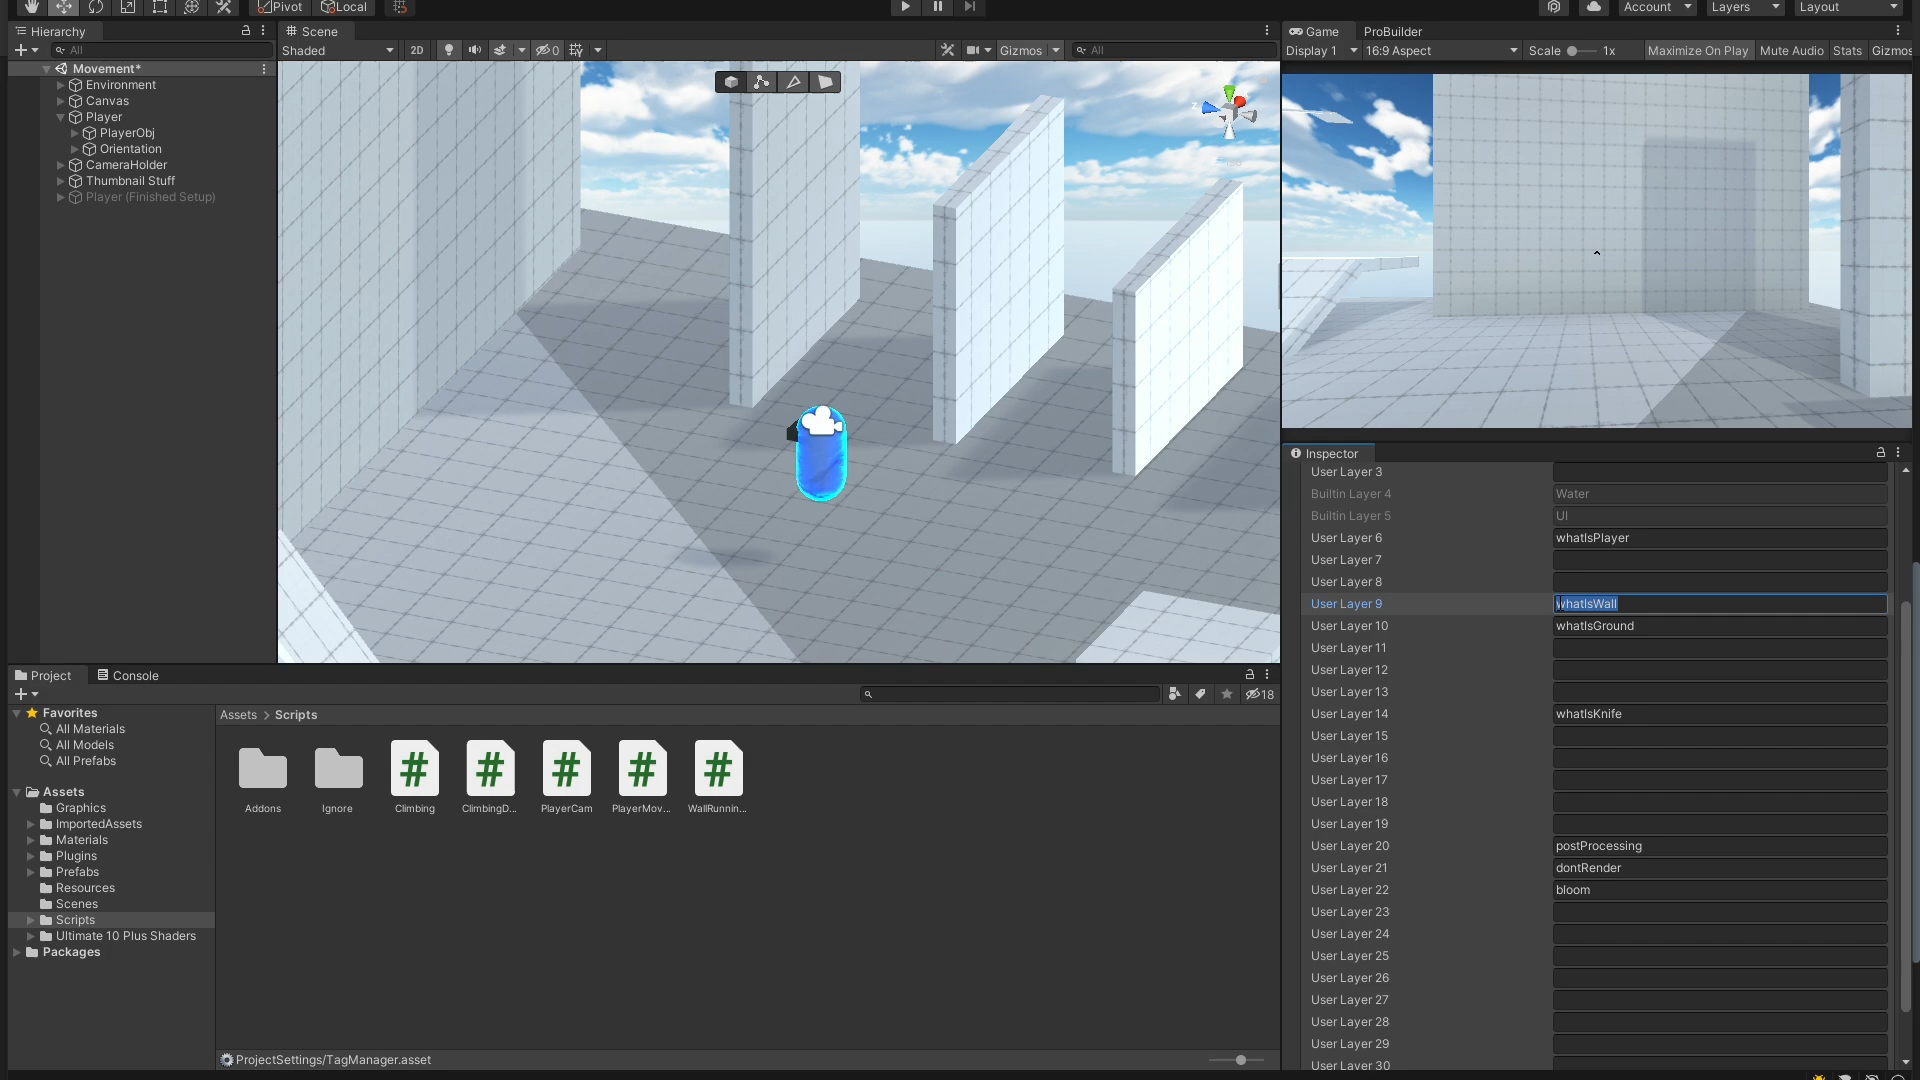 Pivot
Local
Account
Layers
Layout
Hierarchy
All
Movement*
Environment
Canvas
Player
PlayerObj
Orientation
CameraHolder
Thumbnail Stuff
Player (Finished Setup)
Scene
Shaded
2D
0
Gizmos
All
Game
ProBuilder
Display 1
16:9 Aspect
Scale
1x
Maximize On Play
Mute Audio
Stats
Gizmos
Inspector
User Layer 3
Builtin Layer 4 Water
Builtin Layer 5 UI
User Layer 6 whatIsPlayer
User Layer 7
User Layer 8
User Layer 9 whatIsWall
User Layer 10 whatIsGround
User Layer 11
User Layer 12
User Layer 13
User Layer 14 whatIsKnife
User Layer 15
User Layer 16
User Layer 17
User Layer 18
User Layer 19
User Layer 20 postProcessing
User Layer 21 dontRender
User Layer 22 bloom
User Layer 23
User Layer 24
User Layer 25
User Layer 26
User Layer 27
User Layer 28
User Layer 29
User Layer 30
Project
Console
18
Favorites
All Materials
All Models
All Prefabs
Assets
Graphics
ImportedAssets
Materials
Plugins
Prefabs
Resources
Scenes
Scripts
Ultimate 10 Plus Shaders
Packages
Assets > Scripts
Addons
Ignore
Climbing
ClimbingD...
PlayerCam
PlayerMov...
WallRunnin...
ProjectSettings/TagManager.asset